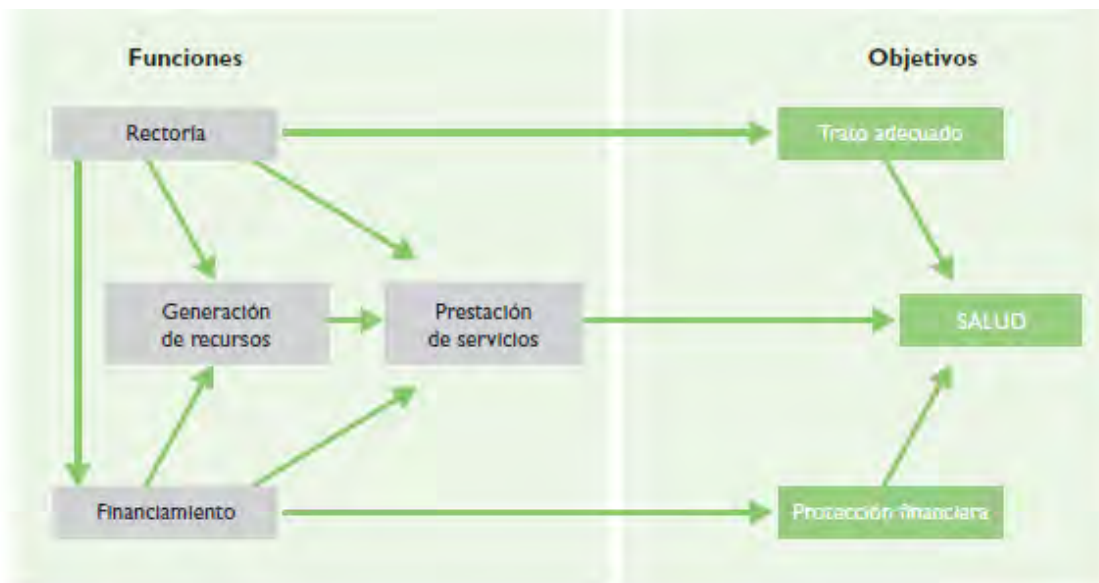 Funciones
Objetivos
Rectoría
Trato adecuado
Generación
de recursos
Prestación
de servicios
SALUD
Financiamiento
Protección financiera